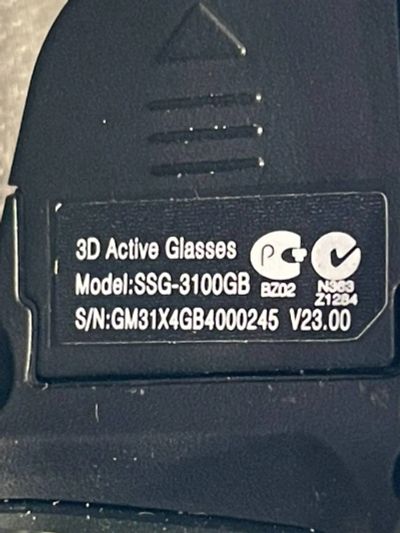 3D Active Glasses
Model:SSG-3100GB
BZ02
N363
Z1284
S/N:GM31X4GB4000245 V23.00